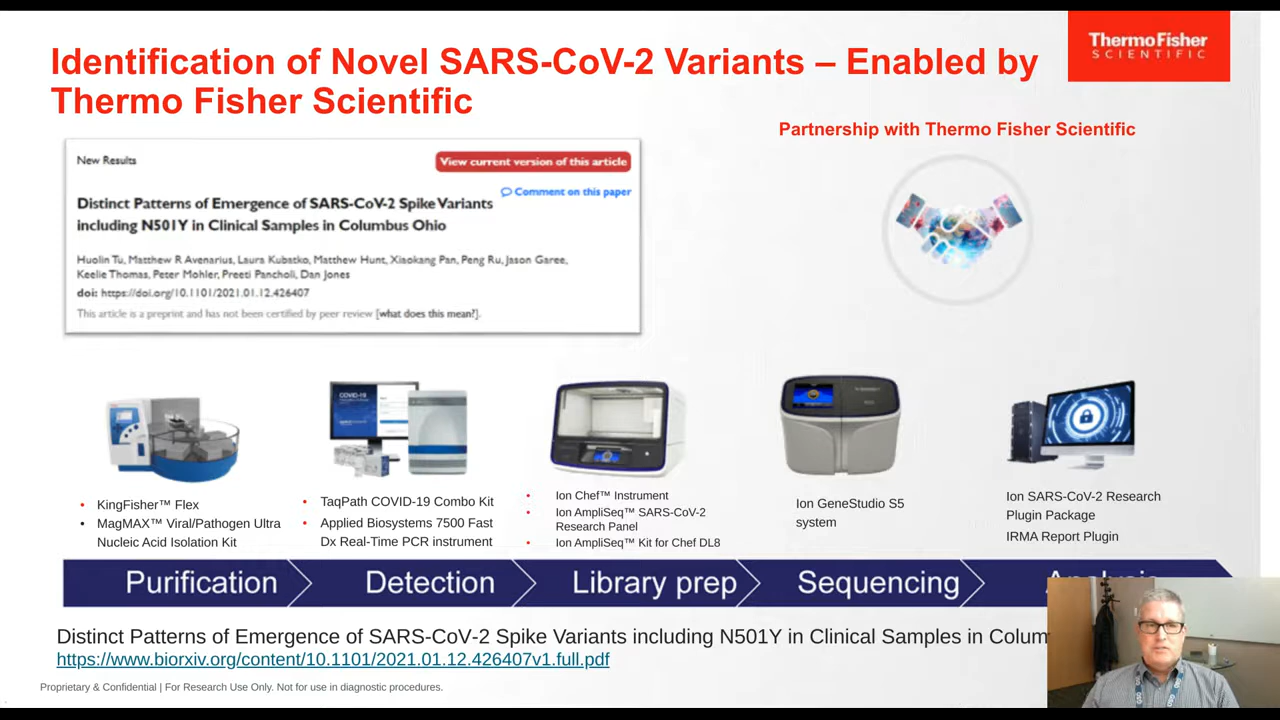 Identification of Novel SARS-CoV-2 Variants – Enabled by
Thermo Fisher Scientific
ThermoFisher
SCIENTIFIC
Partnership with Thermo Fisher Scientific
New Results
View current version of this article
Comment on this paper
Distinct Patterns of Emergence of SARS-CoV-2 Spike Variants
including N501Y in Clinical Samples in Columbus Ohio
Huolin Tu, Matthew R Avenarius, Laura Kubatko, Matthew Hunt, Xiaokang Pan, Peng Ru, Jason Garee,
Keelie Thomas, Peter Mohler, Preeti Pancholi, Dan Jones
doi: https://doi.org/10.1101/2021.01.12.426407
This article is a preprint and has not been certified by peer review [what does this mean?].
COVID-19
• KingFisher™ Flex
• MagMAX™ Viral/Pathogen Ultra
Nucleic Acid Isolation Kit
• TaqPath COVID-19 Combo Kit
• Applied Biosystems 7500 Fast
Dx Real-Time PCR instrument
• Ion Chef™ Instrument
• Ion AmpliSeq™ SARS-CoV-2
Research Panel
• Ion AmpliSeq™ Kit for Chef DL8
Ion GeneStudio S5
system
Ion SARS-CoV-2 Research
Plugin Package
IRMA Report Plugin
Purification
Detection
Library prep
Sequencing
Distinct Patterns of Emergence of SARS-CoV-2 Spike Variants including N501Y in Clinical Samples in Colum
https://www.biorxiv.org/content/10.1101/2021.01.12.426407v1.full.pdf
Proprietary & Confidential | For Research Use Only. Not for use in diagnostic procedures.